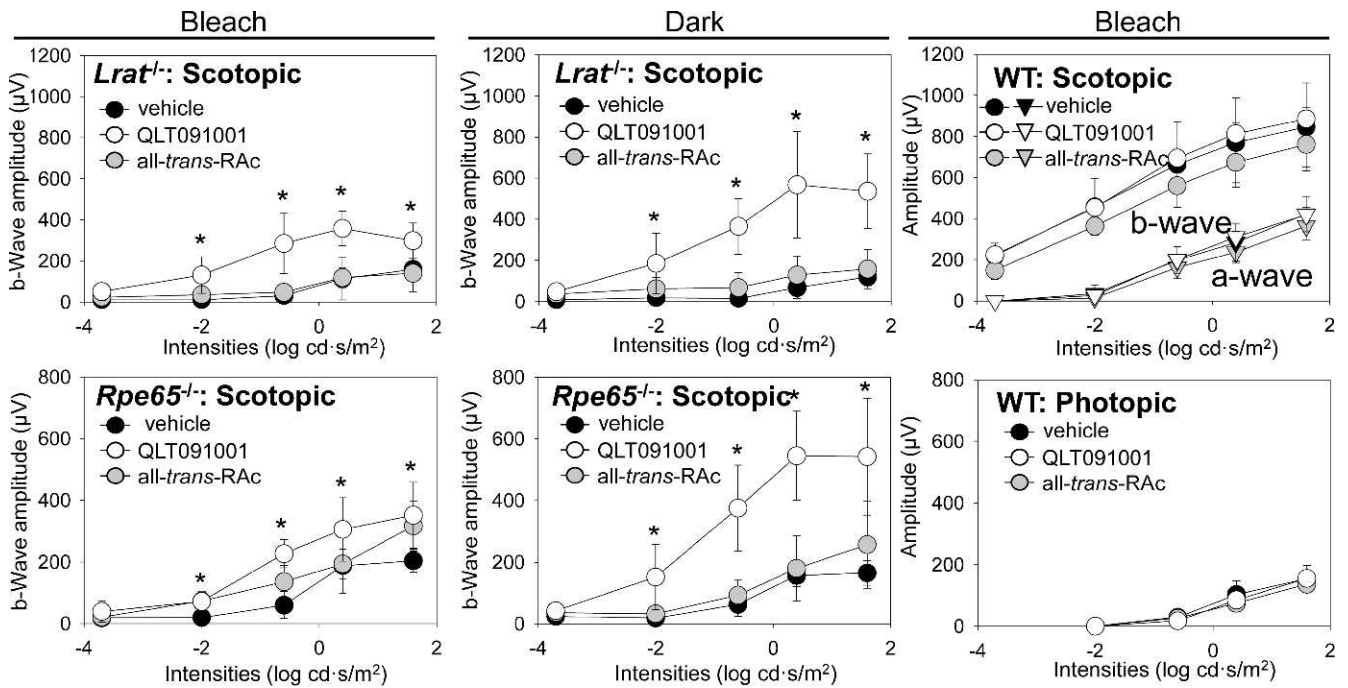 Bleach
Dark
Bleach
1200
1000
800
600
400
200
0
b-Wave amplitude (µV)
Lrat-/-: Scotopic
vehicle
QLT091001
all-trans-RAc
*
*
*
*
-4
-2
0
2
Intensities (log cd·s/m²)
1200
1000
800
600
400
200
0
b-Wave amplitude (µV)
Lrat-/-: Scotopic
vehicle
QLT091001
all-trans-RAc
*
*
*
*
-4
-2
0
2
Intensities (log cd·s/m²)
1200
1000
800
600
400
200
0
Amplitude (µV)
WT: Scotopic
vehicle
QLT091001
all-trans-RAc
b-wave
a-wave
-4
-2
0
2
Intensities (log cd·s/m²)
800
600
400
200
0
b-Wave amplitude (µV)
Rpe65-/-: Scotopic
vehicle
QLT091001
all-trans-RAc
*
*
*
*
-4
-2
0
2
Intensities (log cd·s/m²)
800
600
400
200
0
b-Wave amplitude (µV)
Rpe65-/-: Scotopic
vehicle
QLT091001
all-trans-RAc
*
*
*
*
-4
-2
0
2
Intensities (log cd·s/m²)
800
600
400
200
0
Amplitude (µV)
WT: Photopic
vehicle
QLT091001
all-trans-RAc
-4
-2
0
2
Intensities (log cd·s/m²)